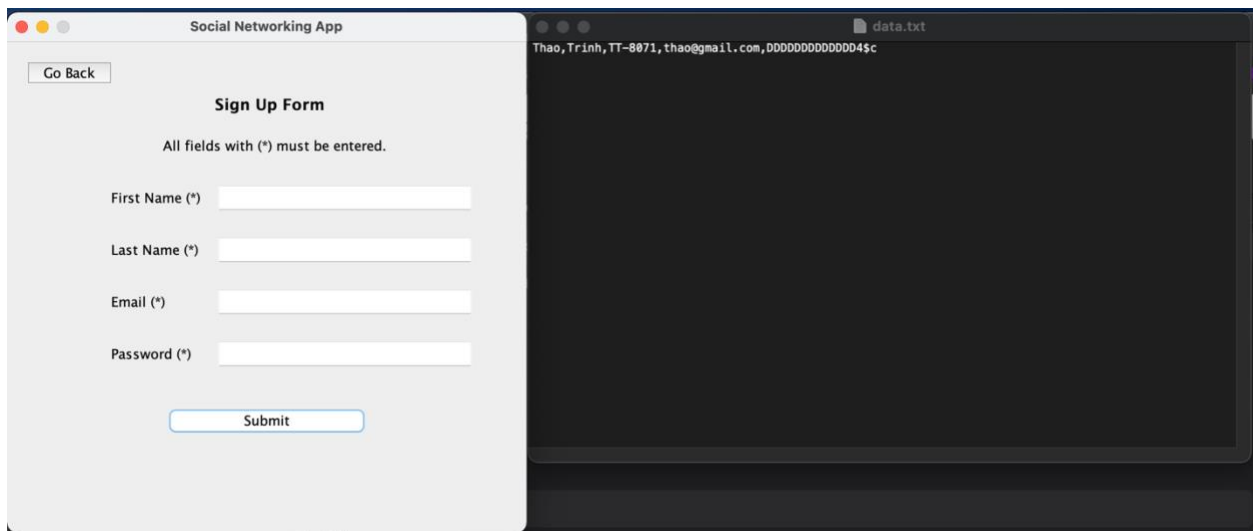 Social Networking App
Go Back
Sign Up Form
All fields with (*) must be entered.
First Name (*)
Last Name (*)
Email (*)
Password (*)
Submit
data.txt
Thao,Trinh,TT-8071,thao@gmail.com,DDDDDDDDDDDDD4$c